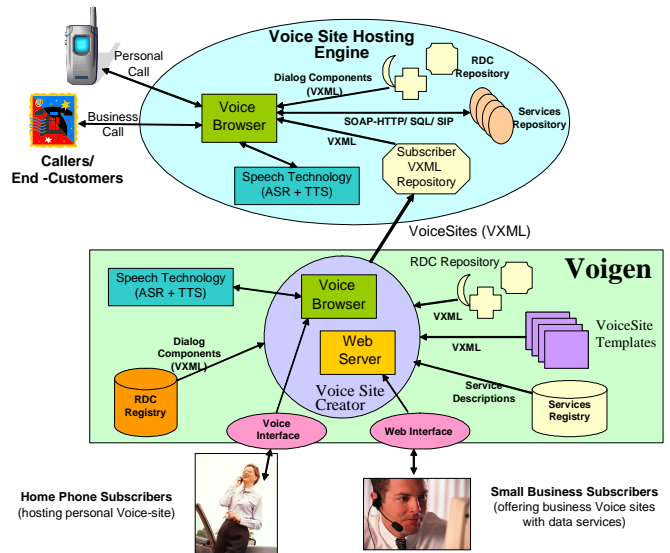 Voice Site Hosting
Engine
Personal
Call
Business
Call
Callers/
End -Customers
Voice
Browser
Dialog Components
(VXML)
RDC
Repository
SOAP-HTTP/ SQL/ SIP
Services
Repository
VXML
Subscriber
VXML
Repository
Speech Technology
(ASR + TTS)
VoiceSites (VXML)
Voigen
Speech Technology
(ASR + TTS)
Voice
Browser
RDC Repository
VXML
Web
Server
VoiceSite
Templates
VXML
Dialog
Components
(VXML)
RDC
Registry
Voice Site
Creator
Service
Descriptions
Services
Registry
Voice
Interface
Web Interface
Home Phone Subscribers
(hosting personal Voice-site)
Small Business Subscribers
(offering business Voice sites
with data services)